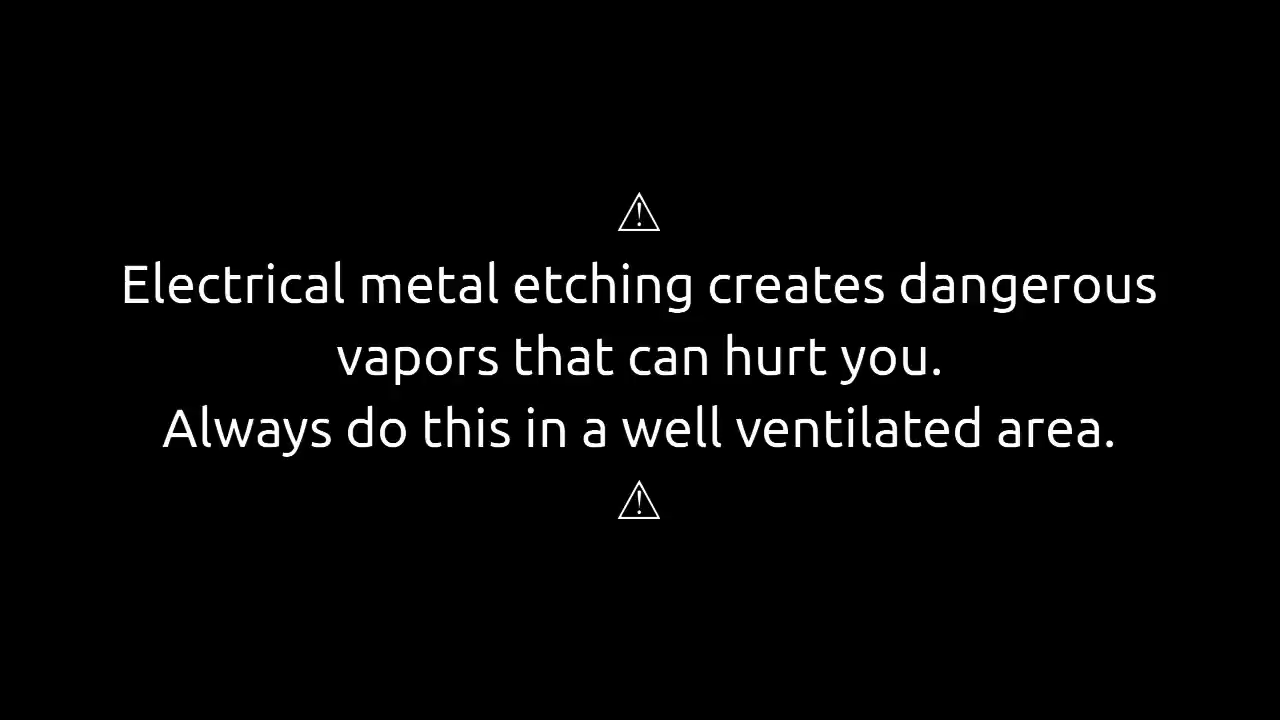 ⚠
Electrical metal etching creates dangerous
vapors that can hurt you.
Always do this in a well ventilated area.
⚠